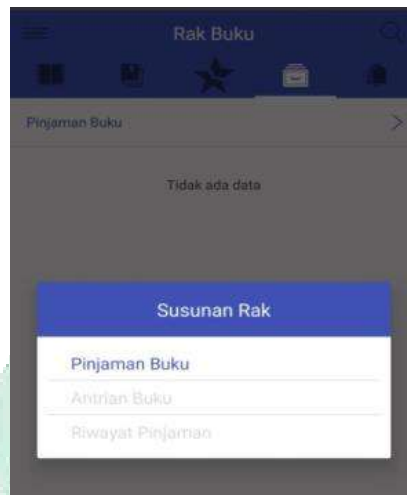 Rak Buku
Pinjaman Buku
Tidak ada data
Susunan Rak
Pinjaman Buku
Antrian Buku
Riwayat Pinjaman